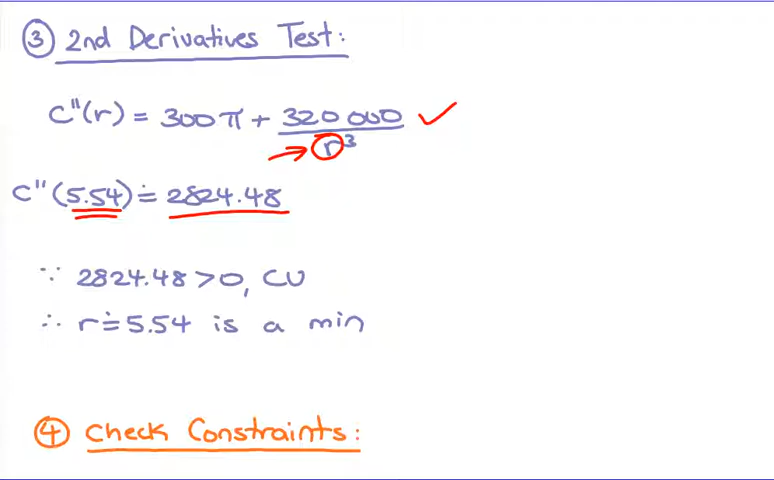 ③ 2nd Derivatives Test:
C"(r) = 300π + 320 000 / r³ ✓
C"(5.54) ≐ 2824.48
∵ 2824.48 > 0, CU
∴ r ≐ 5.54 is a min
④ Check Constraints: